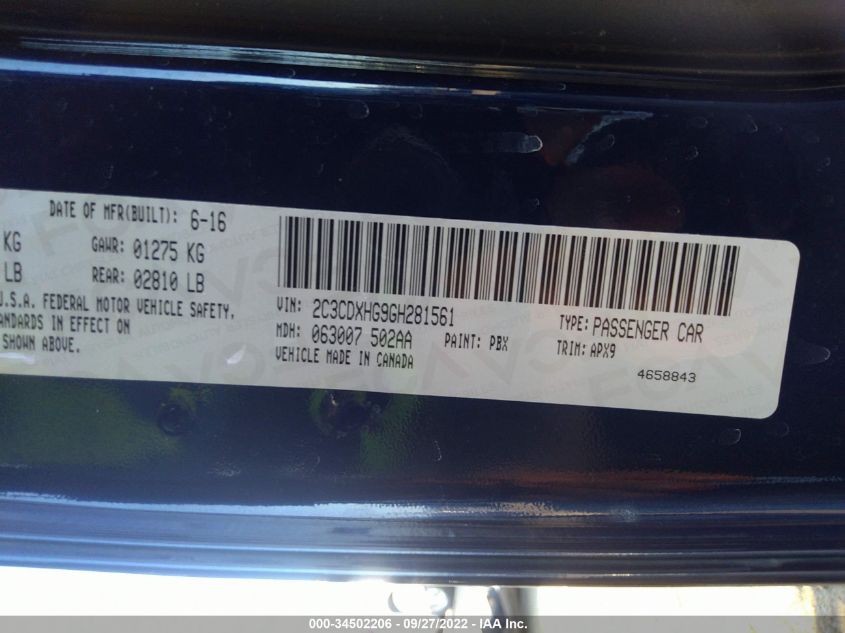 DATE OF MFR(BUILT): 6-16
KG GAWR: 01275 KG
LB REAR: 02810 LB
U.S.A. FEDERAL MOTOR VEHICLE SAFETY,
ANDARDS IN EFFECT ON
SHOWN ABOVE.
VIN: 2C3CDXHG9GH281561 TYPE: PASSENGER CAR
MDH: 063007 502AA PAINT: PBX TRIM: APX9
VEHICLE MADE IN CANADA
4658843
000-34502206 - 09/27/2022 - IAA Inc.